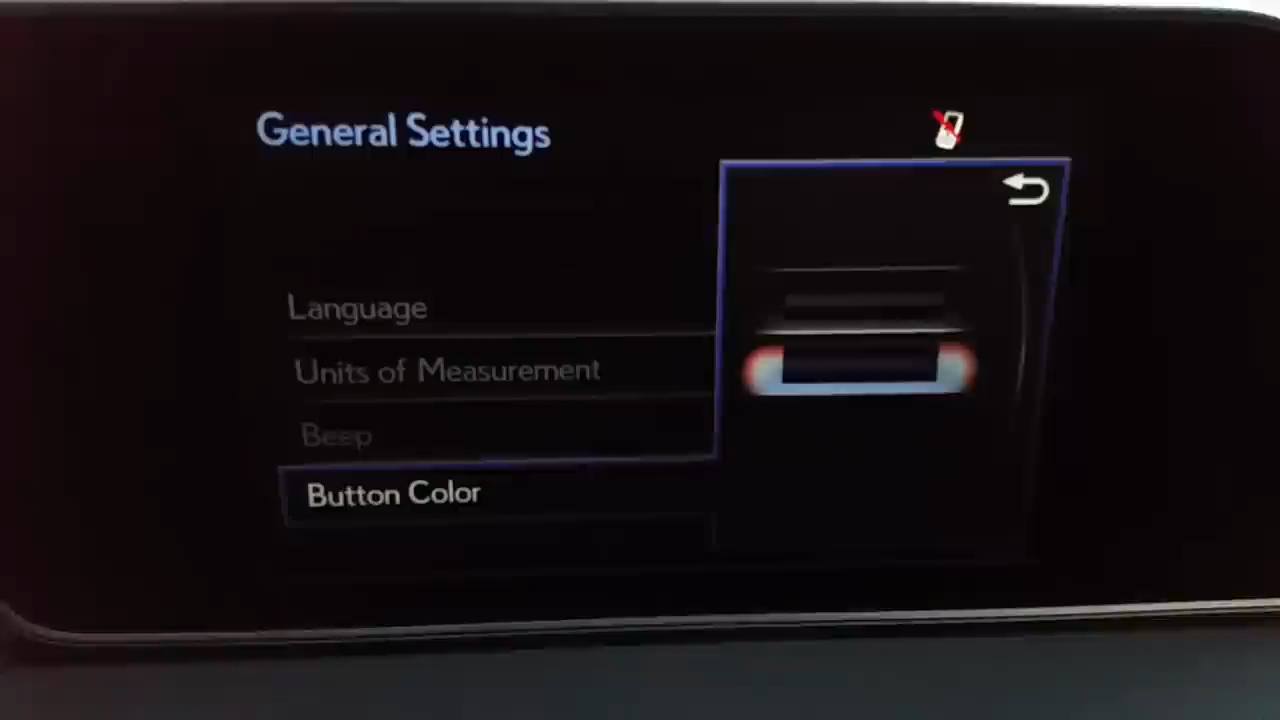 General Settings
Language
Units of Measurement
Beep
Button Color